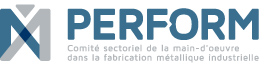 PERFORM
Comité sectoriel de la main-d'oeuvre
dans la fabrication métallique industrielle